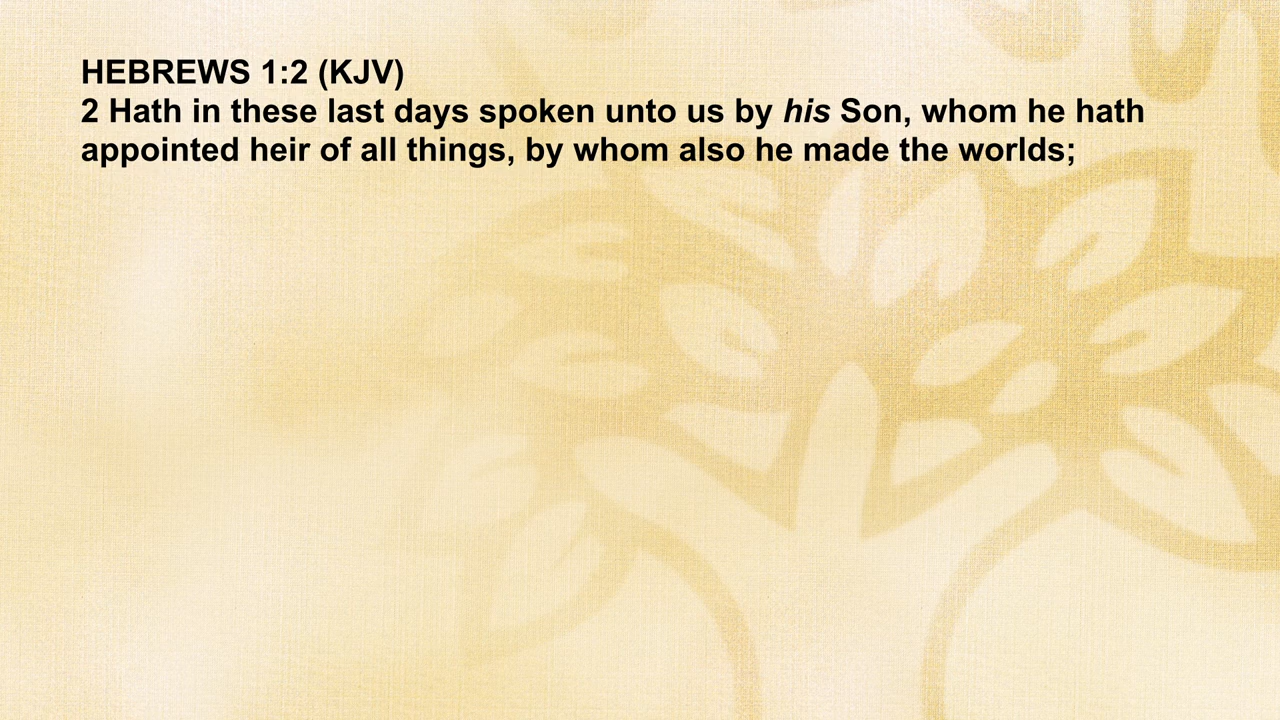 HEBREWS 1:2 (KJV)
2 Hath in these last days spoken unto us by his Son, whom he hath
appointed heir of all things, by whom also he made the worlds;